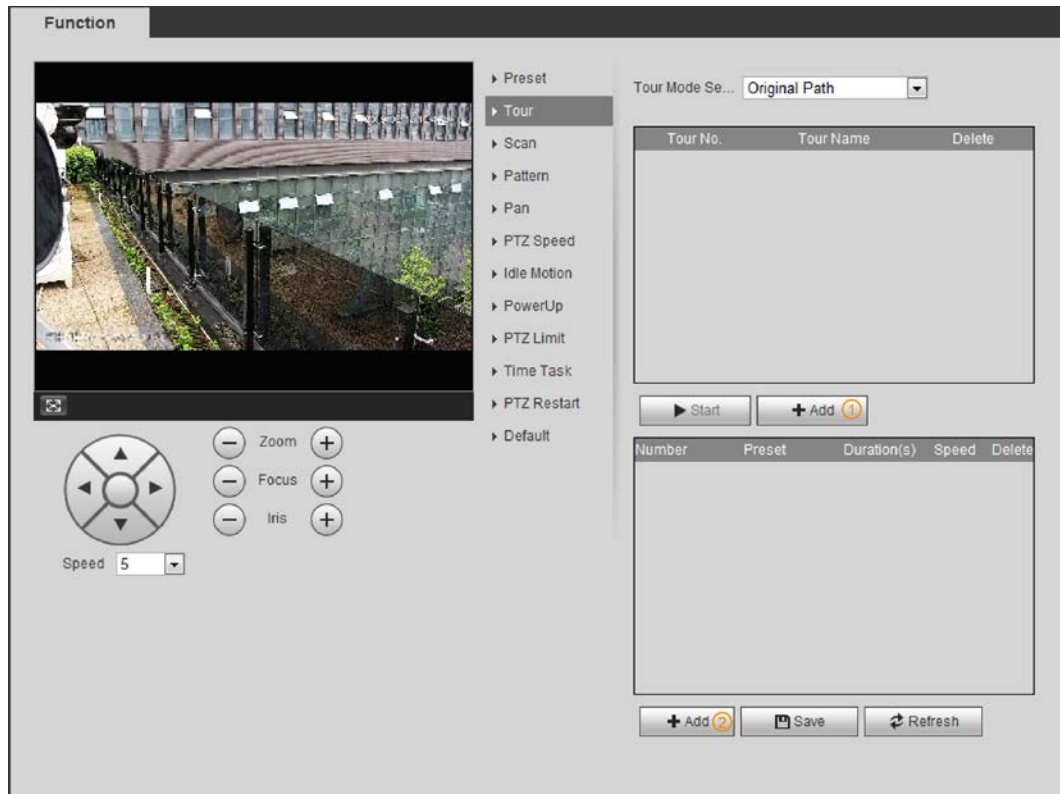 Function
Preset
Tour
Scan
Pattern
Pan
PTZ Speed
Idle Motion
PowerUp
PTZ Limit
Time Task
PTZ Restart
Default
Zoom
Focus
Iris
Speed 5
Tour Mode Se... Original Path
Tour No. Tour Name Delete
Start Add 1
Number Preset Duration(s) Speed Delete
Add 2 Save Refresh